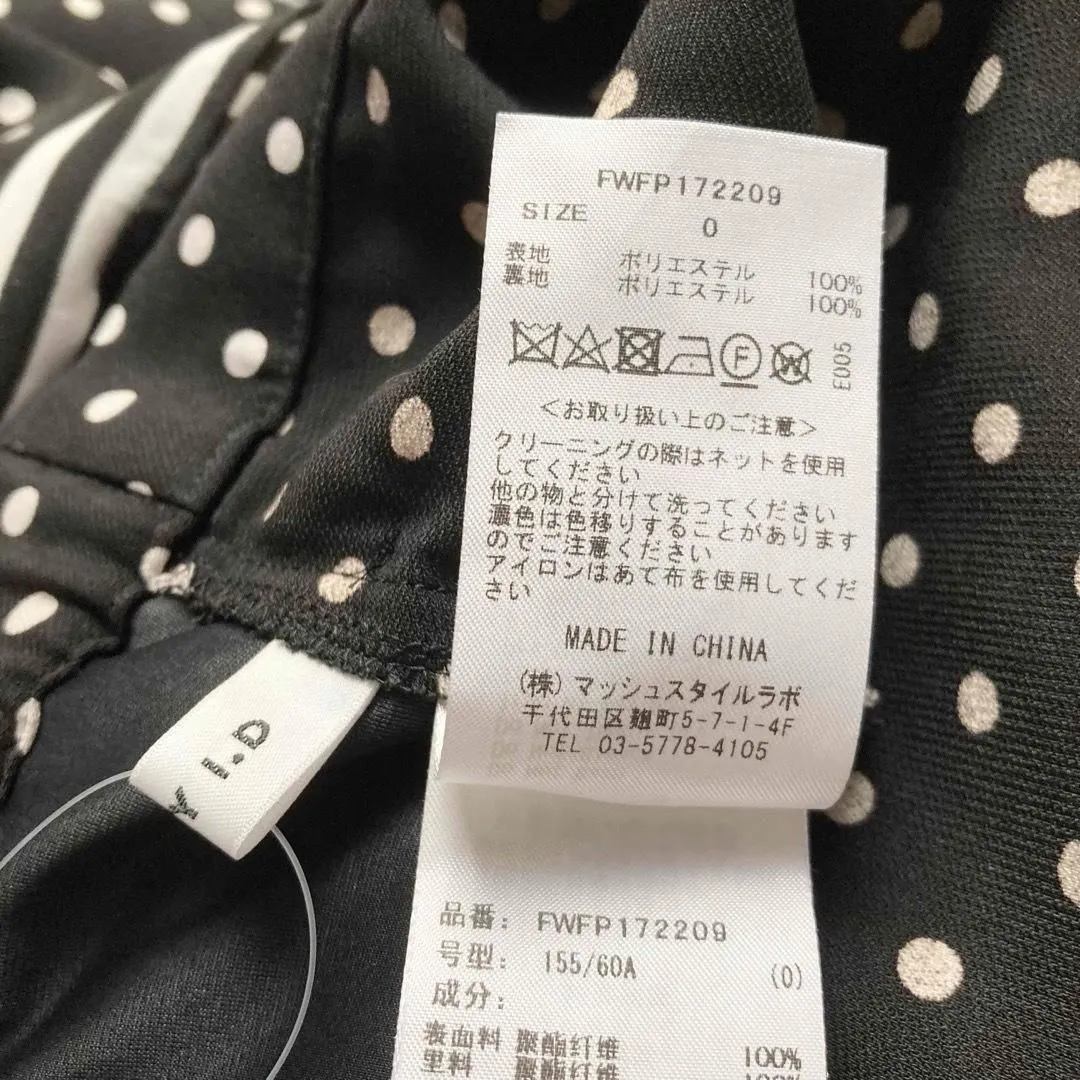 FWFP172209
SIZE 0
表地 ポリエステル 100%
裏地 ポリエステル 100%
F W E005
<お取り扱い上のご注意>
クリーニングの際はネットを使用
してください
他の物と分けて洗ってください
濃色は色移りすることがあります
のでご注意ください
アイロンはあて布を使用してくだ
さい
MADE IN CHINA
(株)マッシュスタイルラボ
千代田区麹町5-7-1-4F
TEL 03-5778-4105
I.D
品番: FWFP172209
号型: 155/60A (0)
成分:
表面料 聚酯纤维 100%
里料 聚酯纤维 100%